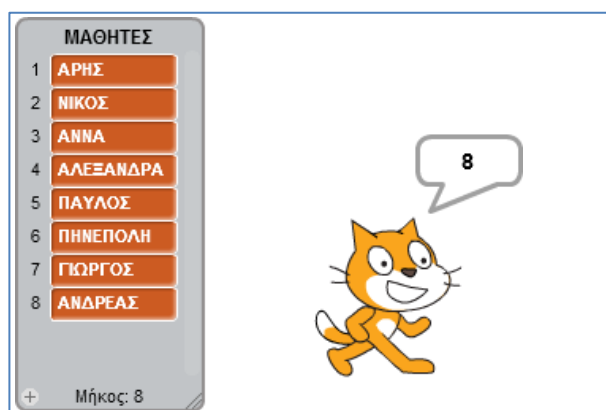 ΜΑΘΗΤΕΣ
1 ΑΡΗΣ
2 ΝΙΚΟΣ
3 ΑΝΝΑ
4 ΑΛΕΞΑΝΔΡΑ
5 ΠΑΥΛΟΣ
6 ΠΗΝΕΠΟΛΗ
7 ΓΙΩΡΓΟΣ
8 ΑΝΔΡΕΑΣ
+ Μήκος: 8
8